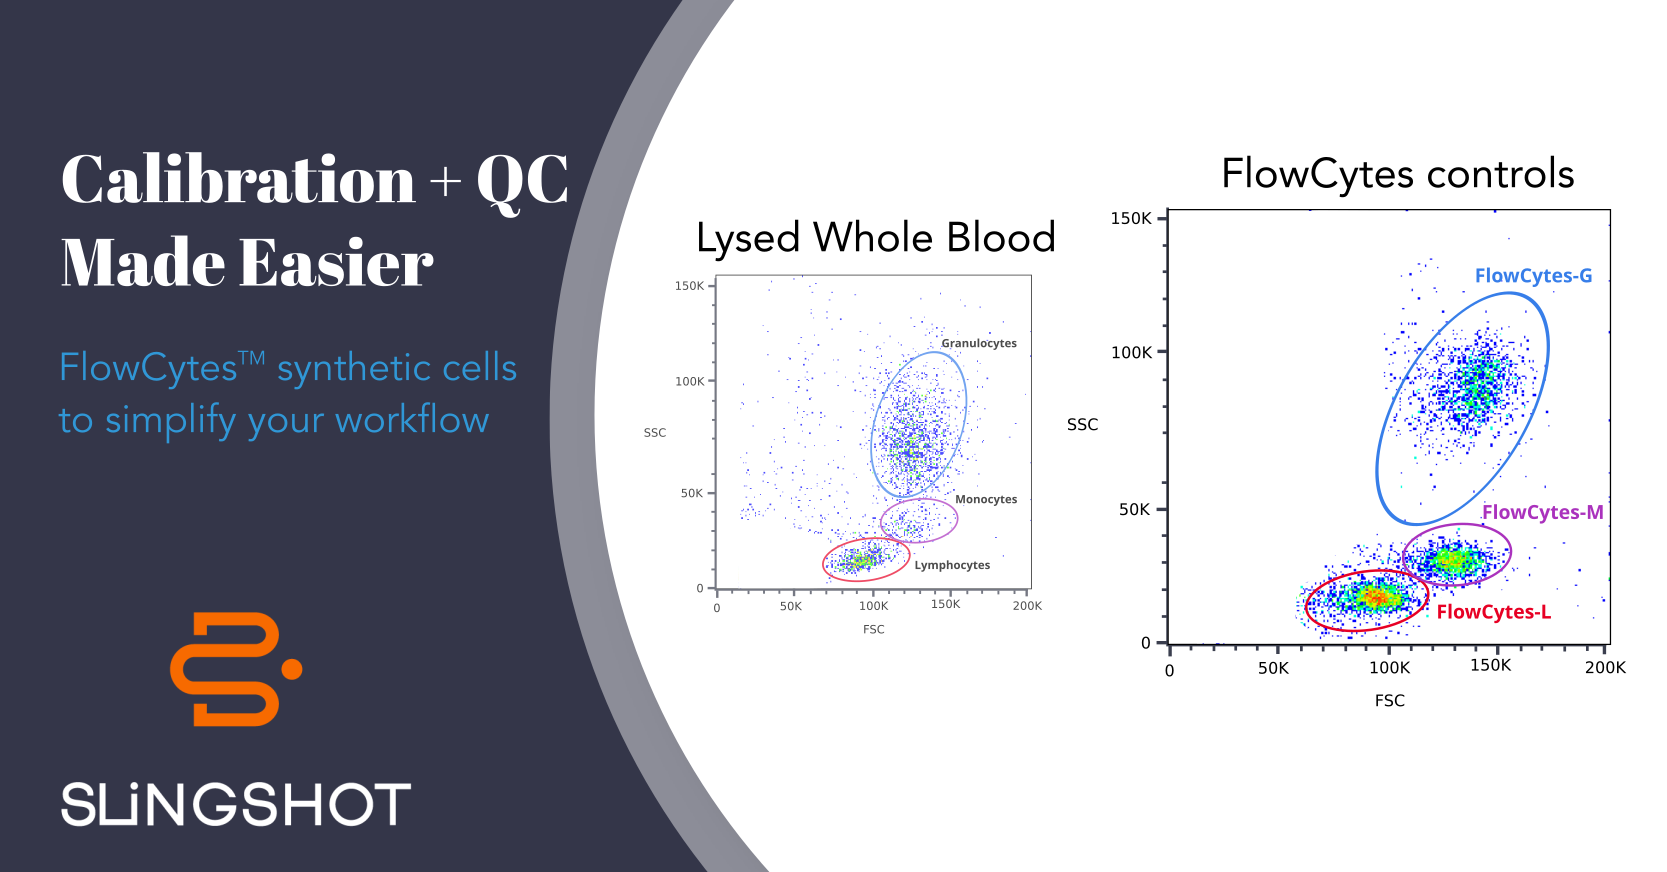 Calibration + QC
Made Easier
FlowCytes™ synthetic cells
to simplify your workflow
SLiNGSHOT
Lysed Whole Blood
150K
100K
50K
0
SSC
Granulocytes
Monocytes
Lymphocytes
0 50K 100K 150K 200K
FSC
FlowCytes controls
150K
100K
50K
0
SSC
FlowCytes-G
FlowCytes-M
FlowCytes-L
0 50K 100K 150K 200K
FSC